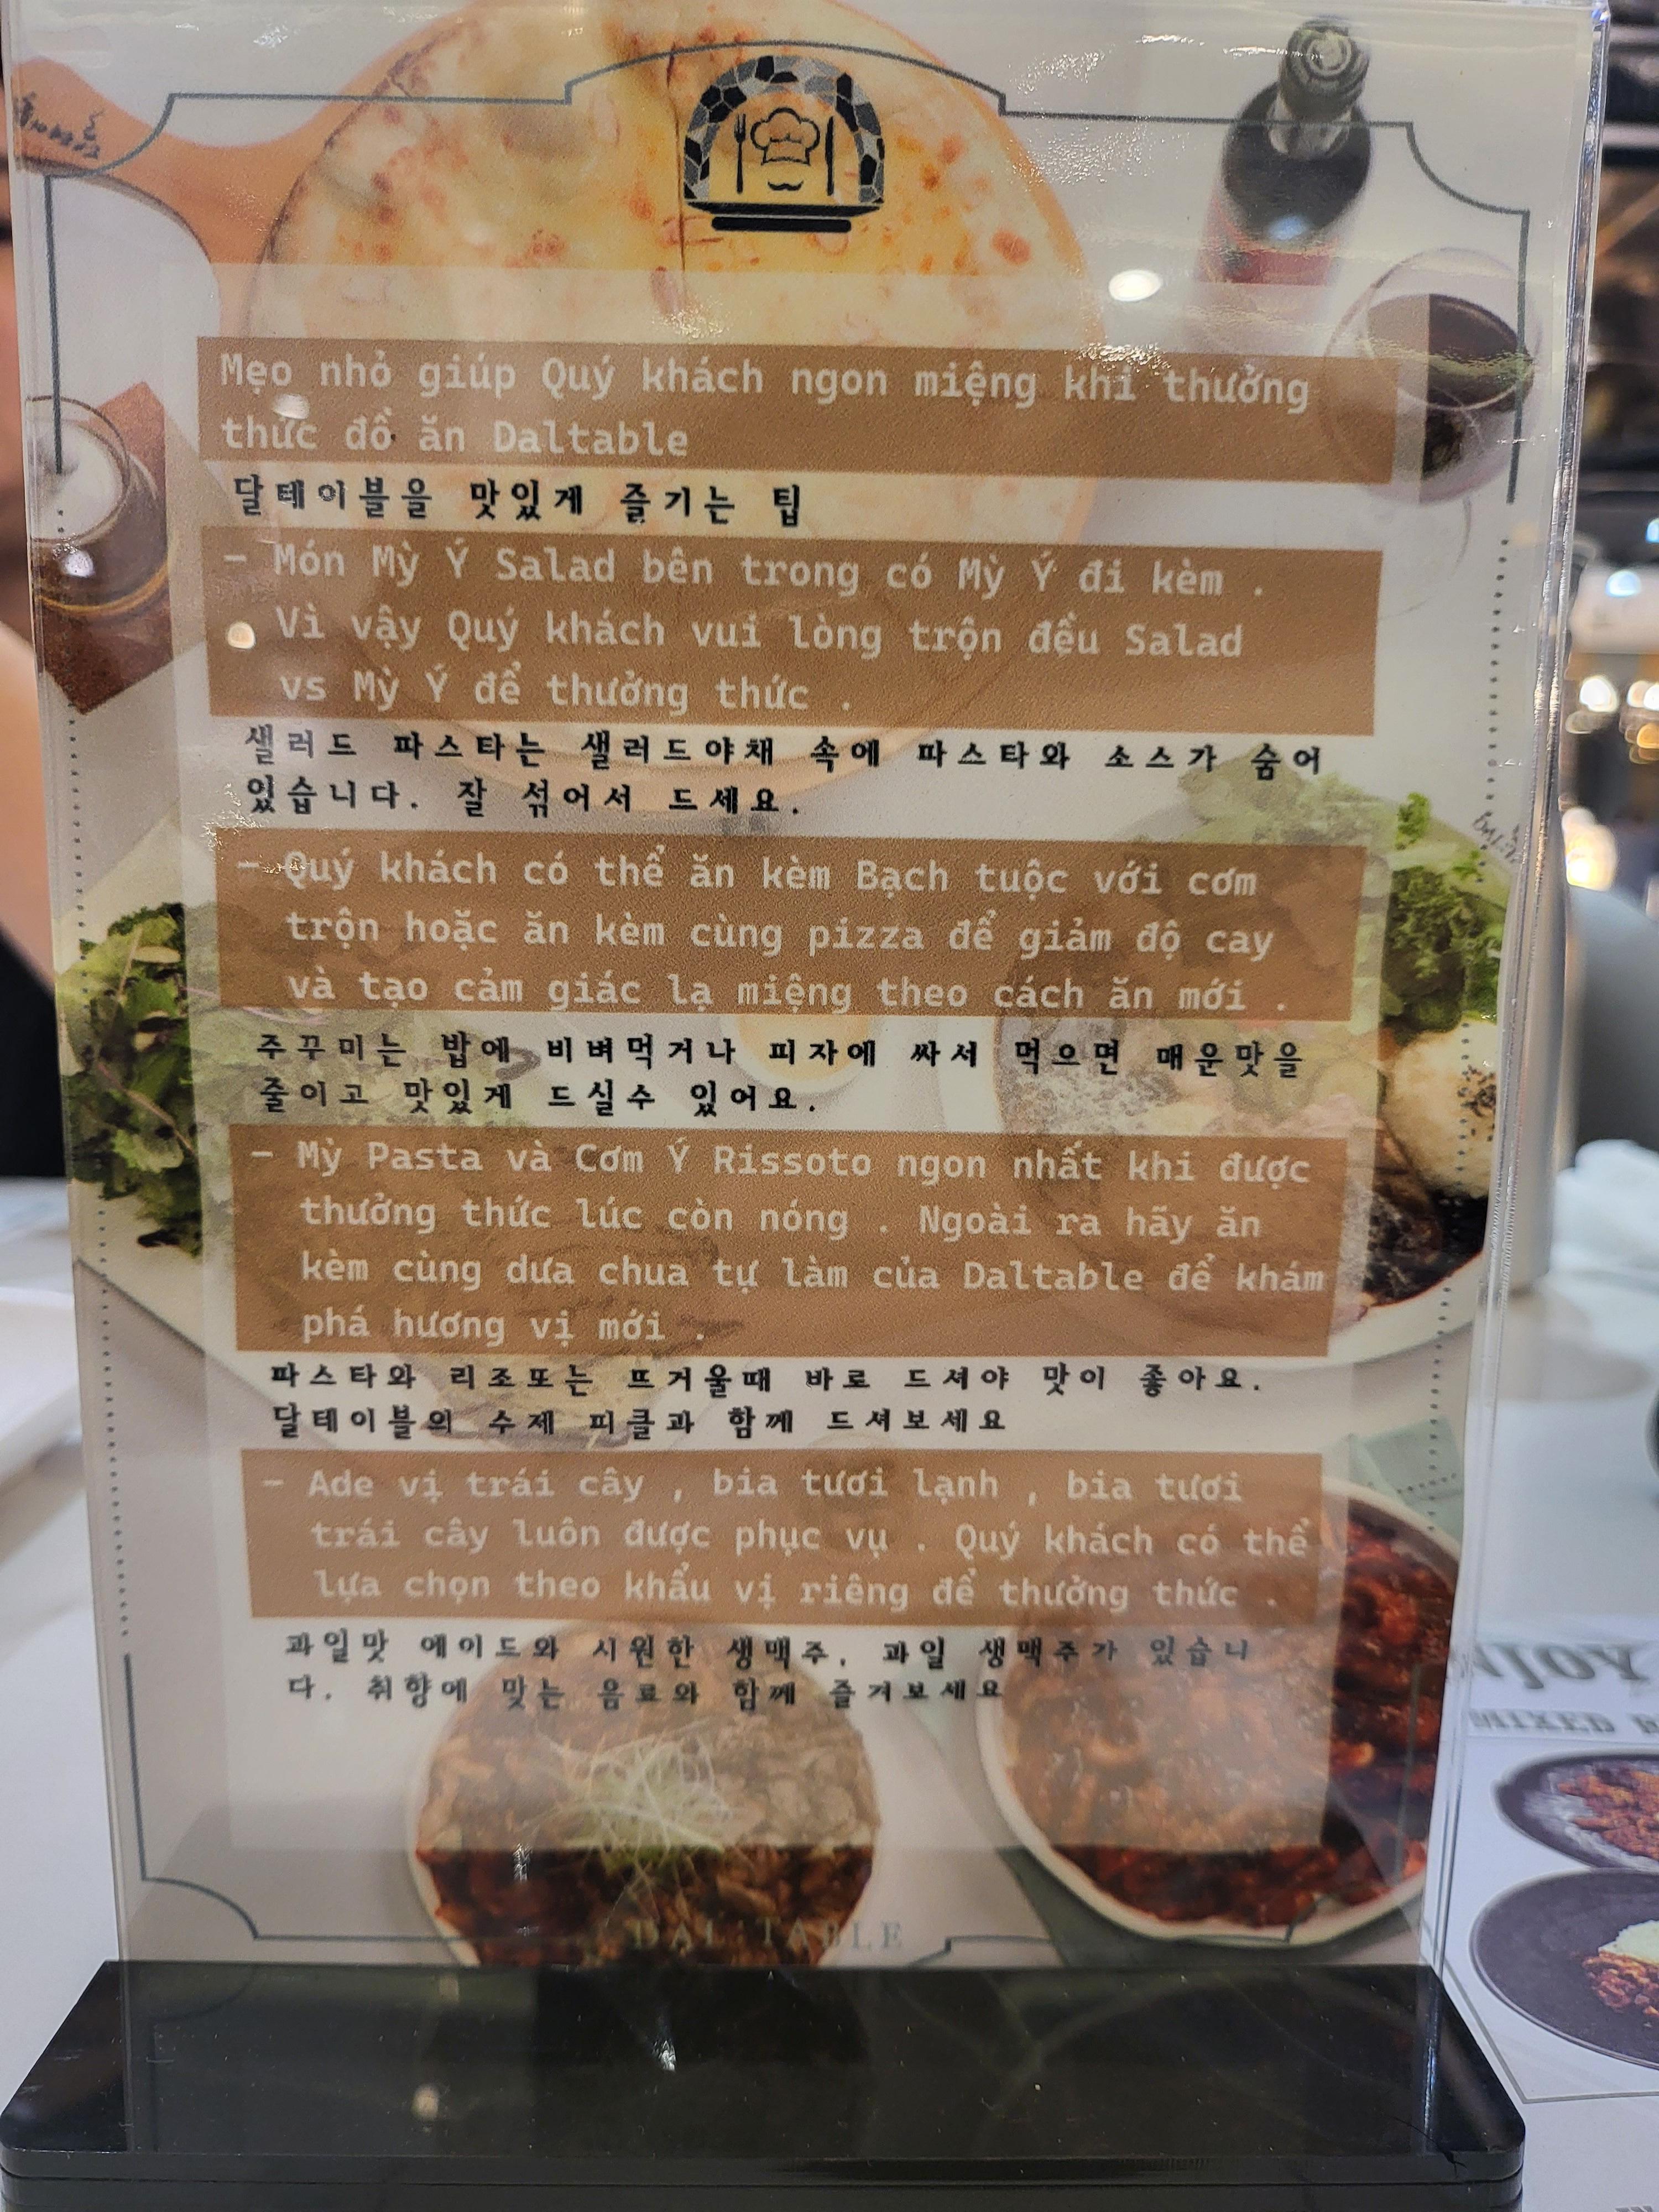 Mẹo nhỏ giúp Quý khách ngon miệng khi thưởng
thức đồ ăn Daltable
달테이블을 맛있게 즐기는 팁
– Món Mỳ Ý Salad bên trong có Mỳ Ý đi kèm .
Vì vậy Quý khách vui lòng trộn đều Salad
vs Mỳ Ý để thưởng thức .
샐러드 파스타는 샐러드야채 속에 파스타와 소스가 숨어
있습니다. 잘 섞어서 드세요.
– Quý khách có thể ăn kèm Bạch tuộc với cơm
trộn hoặc ăn kèm cùng pizza để giảm độ cay
và tạo cảm giác lạ miệng theo cách ăn mới .
주꾸미는 밥에 비벼먹거나 피자에 싸서 먹으면 매운맛을
줄이고 맛있게 드실수 있어요.
– Mỳ Pasta và Cơm Ý Rissoto ngon nhất khi được
thưởng thức lúc còn nóng . Ngoài ra hãy ăn
kèm cùng dưa chua tự làm của Daltable để khám
phá hương vị mới .
파스타와 리조또는 뜨거울때 바로 드셔야 맛이 좋아요.
달테이블의 수제 피클과 함께 드셔보세요
– Ade vị trái cây , bia tươi lạnh , bia tươi
trái cây luôn được phục vụ . Quý khách có thể
lựa chọn theo khẩu vị riêng để thưởng thức .
과일맛 에이드와 시원한 생맥주, 과일 생맥주가 있습니
다. 취향에 맞는 음료와 함께 즐겨보세요
DAL TABLE
MIXED